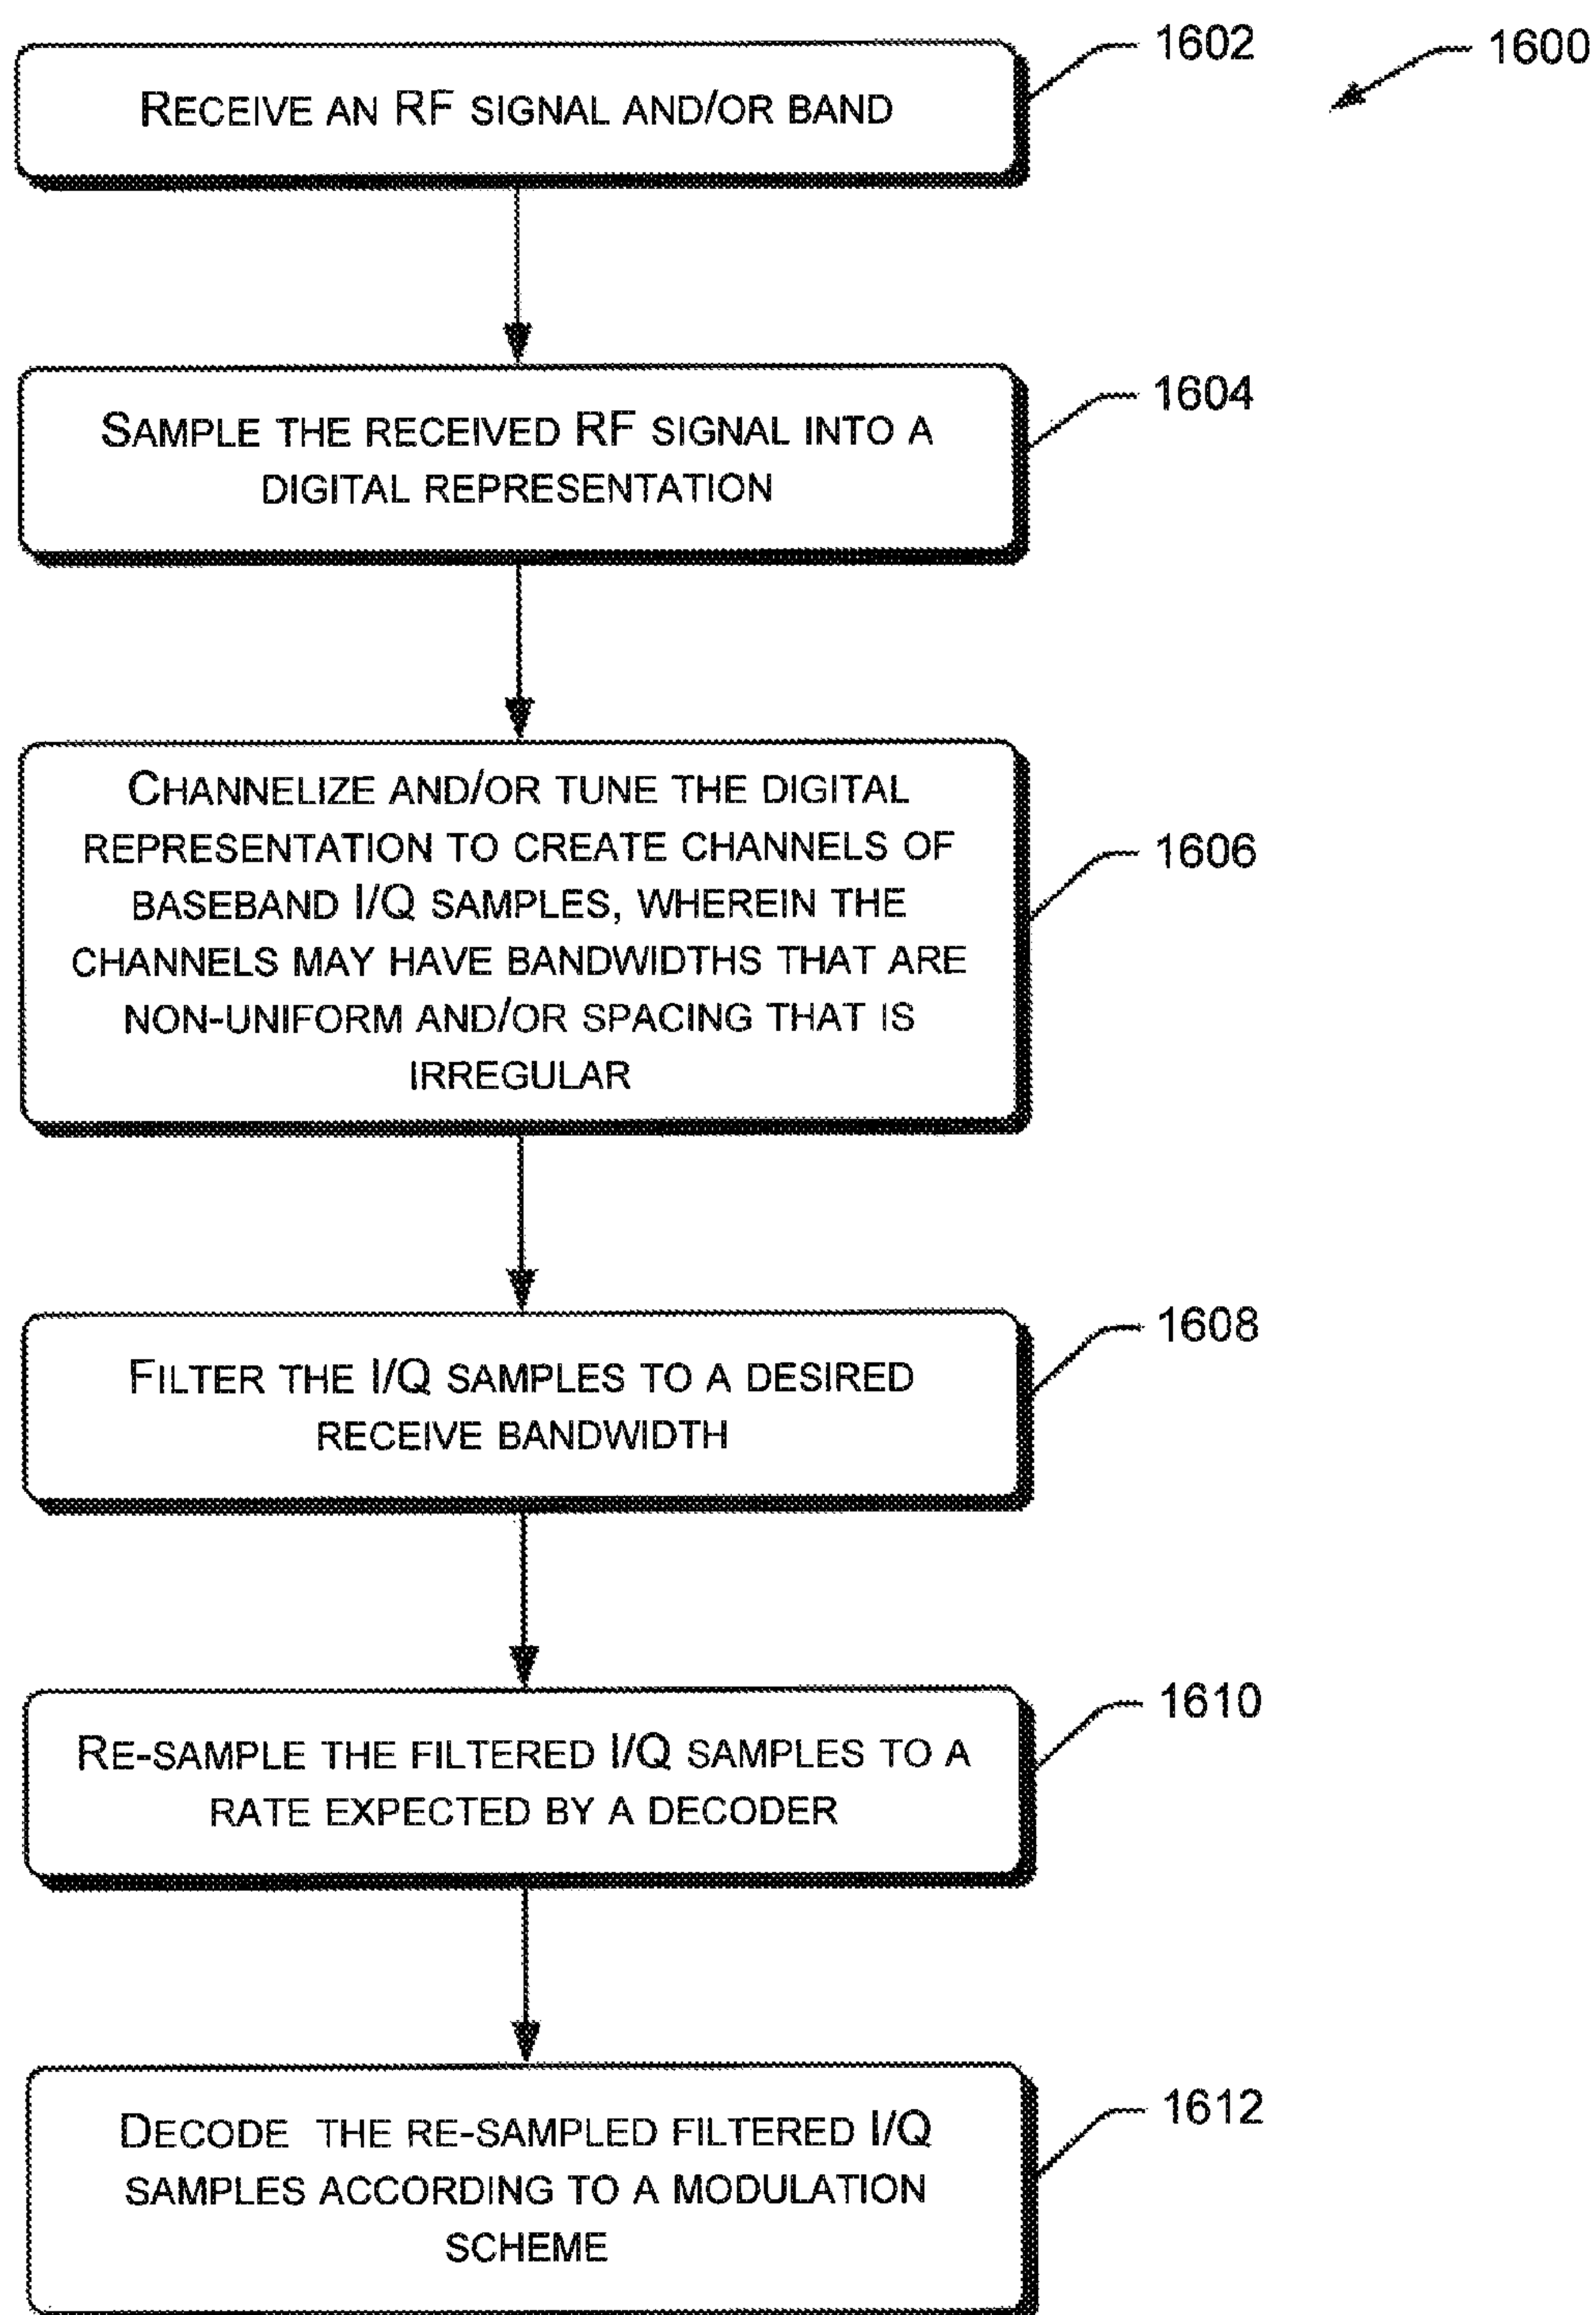 1600
1602
RECEIVE AN RF SIGNAL AND/OR BAND
1604
SAMPLE THE RECEIVED RF SIGNAL INTO A
DIGITAL REPRESENTATION
1606
CHANNELIZE AND/OR TUNE THE DIGITAL
REPRESENTATION TO CREATE CHANNELS OF
BASEBAND I/Q SAMPLES, WHEREIN THE
CHANNELS MAY HAVE BANDWIDTHS THAT ARE
NON-UNIFORM AND/OR SPACING THAT IS
IRREGULAR
1608
FILTER THE I/Q SAMPLES TO A DESIRED
RECEIVE BANDWIDTH
1610
RE-SAMPLE THE FILTERED I/Q SAMPLES TO A
RATE EXPECTED BY A DECODER
1612
DECODE THE RE-SAMPLED FILTERED I/Q
SAMPLES ACCORDING TO A MODULATION
SCHEME